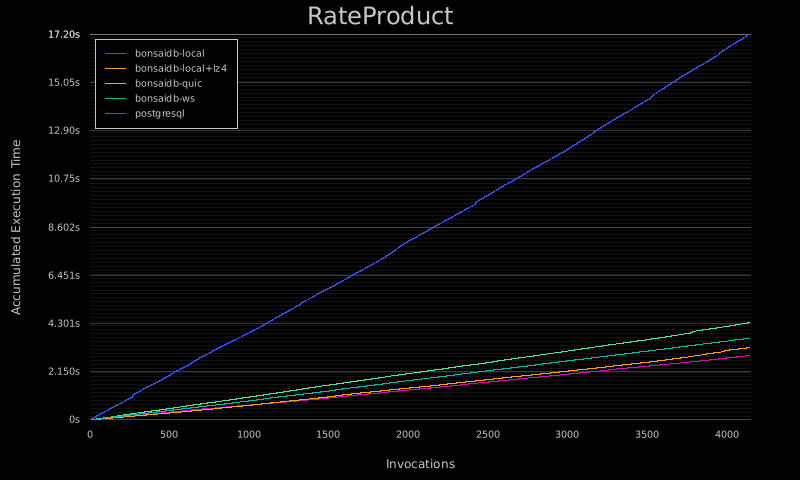 RateProduct
17.20s
15.05s
12.90s
10.75s
8.602s
6.451s
4.301s
2.150s
0s
bonsaidb-local
bonsaidb-local+lz4
bonsaidb-quic
bonsaidb-ws
postgresql
Accumulated Execution Time
0 500 1000 1500 2000 2500 3000 3500 4000
Invocations